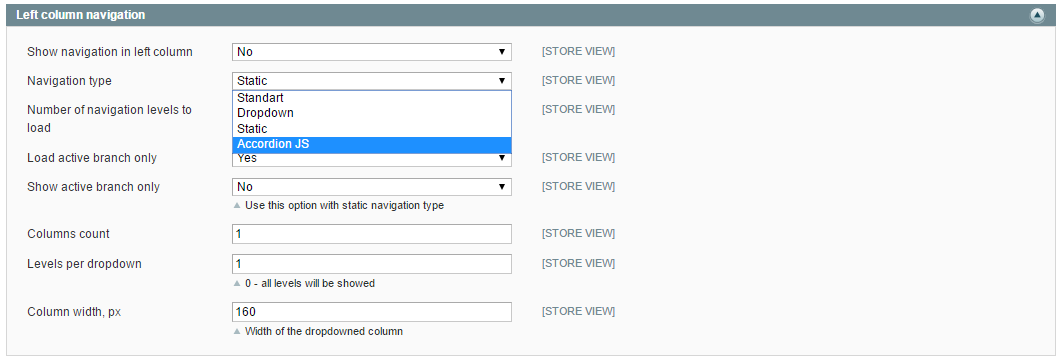 Left column navigation
Show navigation in left column No [STORE VIEW]
Navigation type Static [STORE VIEW]
Standart
Dropdown
Static
Accordion JS
Number of navigation levels to [STORE VIEW]
load
Load active branch only Yes [STORE VIEW]
Show active branch only No [STORE VIEW]
Use this option with static navigation type
Columns count 1 [STORE VIEW]
Levels per dropdown 1 [STORE VIEW]
0 - all levels will be showed
Column width, px 160 [STORE VIEW]
Width of the dropdowned column